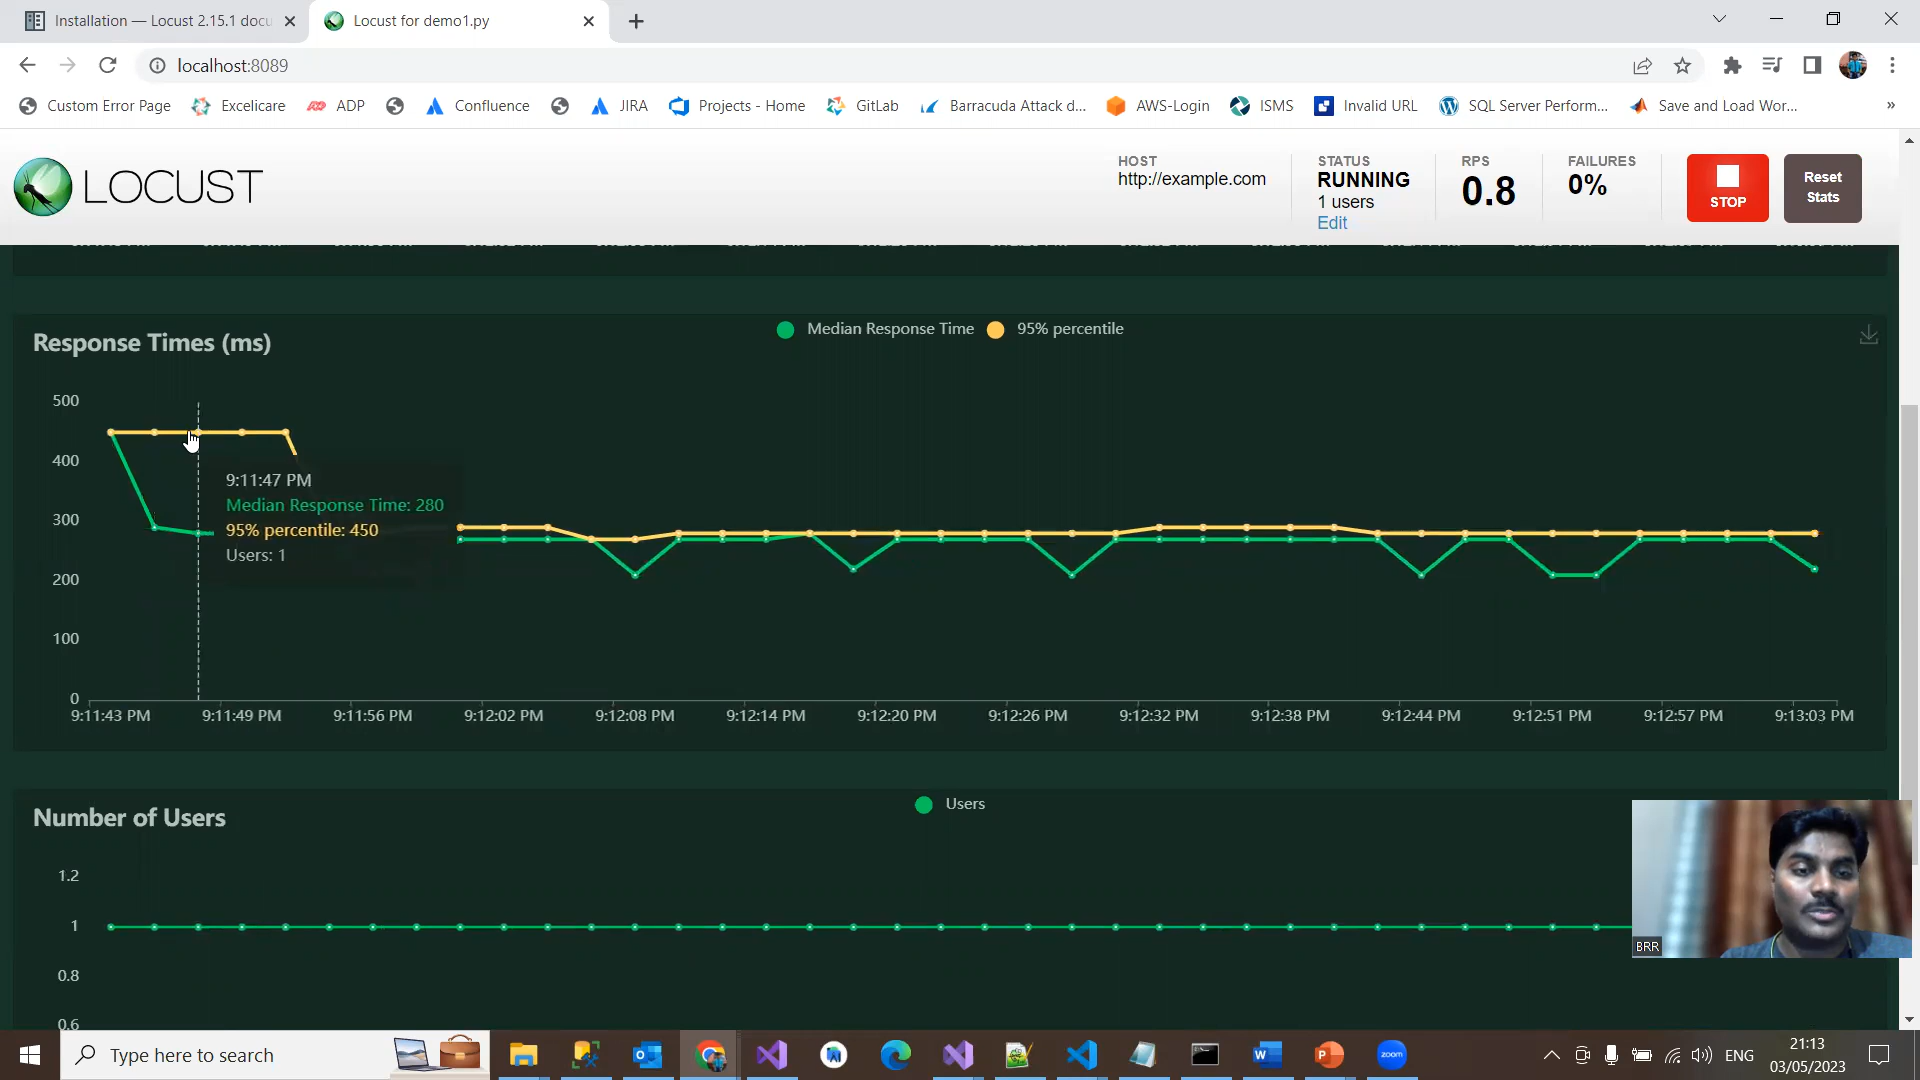 Installation — Locust 2.15.1 docu
Locust for demo1.py
localhost:8089
Custom Error Page
Excelicare
ADP
Confluence
JIRA
Projects - Home
GitLab
Barracuda Attack d...
AWS-Login
ISMS
Invalid URL
SQL Server Perform...
Save and Load Wor...
»
LOCUST
HOST
http://example.com
STATUS
RUNNING
1 users
Edit
RPS
0.8
FAILURES
0%
STOP
Reset
Stats
Response Times (ms)
Median Response Time
95% percentile
500
400
300
200
100
0
9:11:47 PM
Median Response Time: 280
95% percentile: 450
Users: 1
9:11:43 PM
9:11:49 PM
9:11:56 PM
9:12:02 PM
9:12:08 PM
9:12:14 PM
9:12:20 PM
9:12:26 PM
9:12:32 PM
9:12:38 PM
9:12:44 PM
9:12:51 PM
9:12:57 PM
9:13:03 PM
Number of Users
Users
1.2
1
0.8
0.6
BRR
Type here to search
zoom
ENG
21:13
03/05/2023